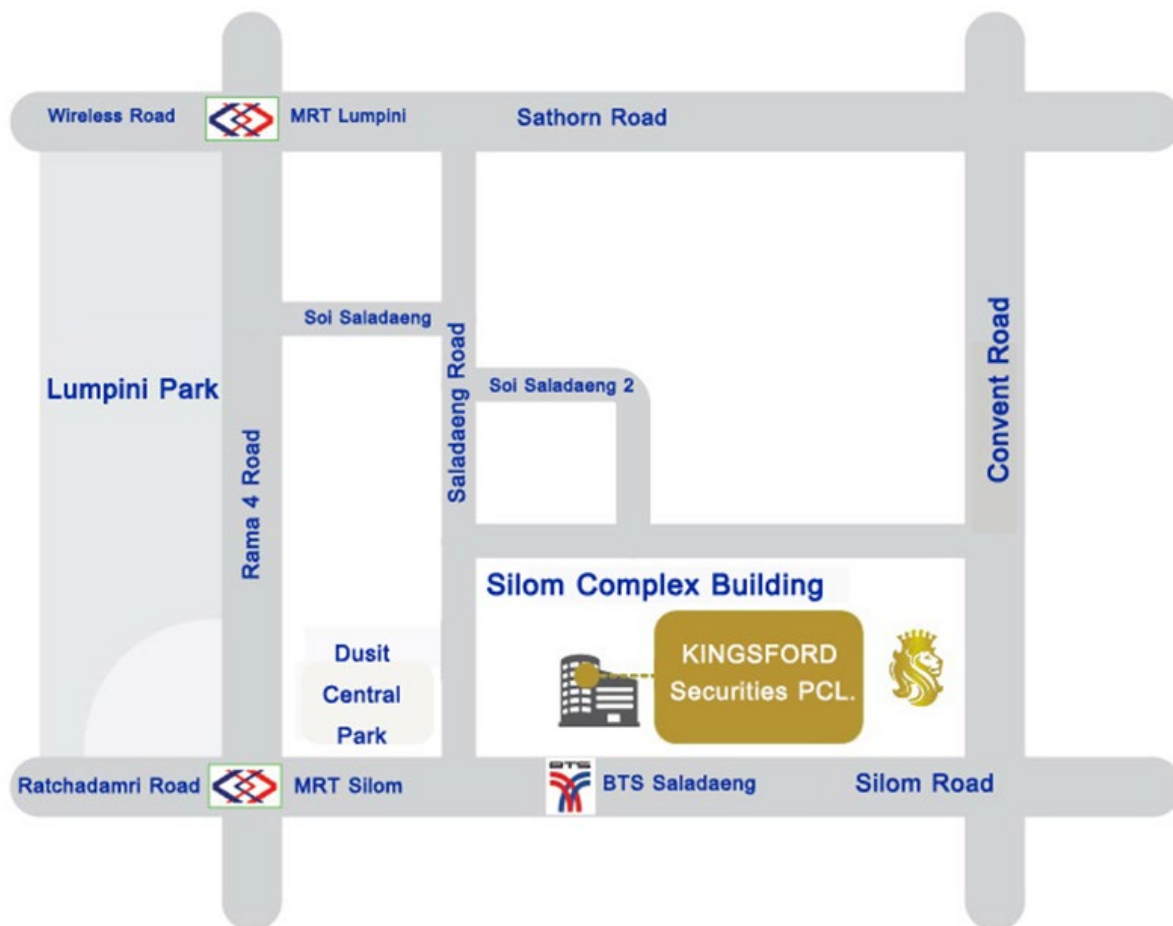 Wireless Road
MRT Lumpini
Sathorn Road
Soi Saladaeng
Saladaeng Road
Soi Saladaeng 2
Lumpini Park
Rama 4 Road
Convent Road
Silom Complex Building
KINGSFORD
Securities PCL.
Dusit
Central
Park
Ratchadamri Road
MRT Silom
BTS
BTS Saladaeng
Silom Road